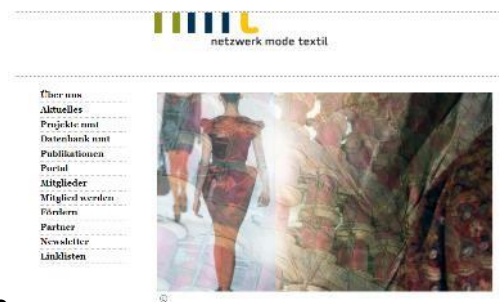 nmt
netzwerk mode textil
Über uns
Aktuelles
Projekte nmt
Datenbank nmt
Publikationen
Portal
Mitglieder
Mitglied werden
Fördern
Partner
Newsletter
Linklisten
©